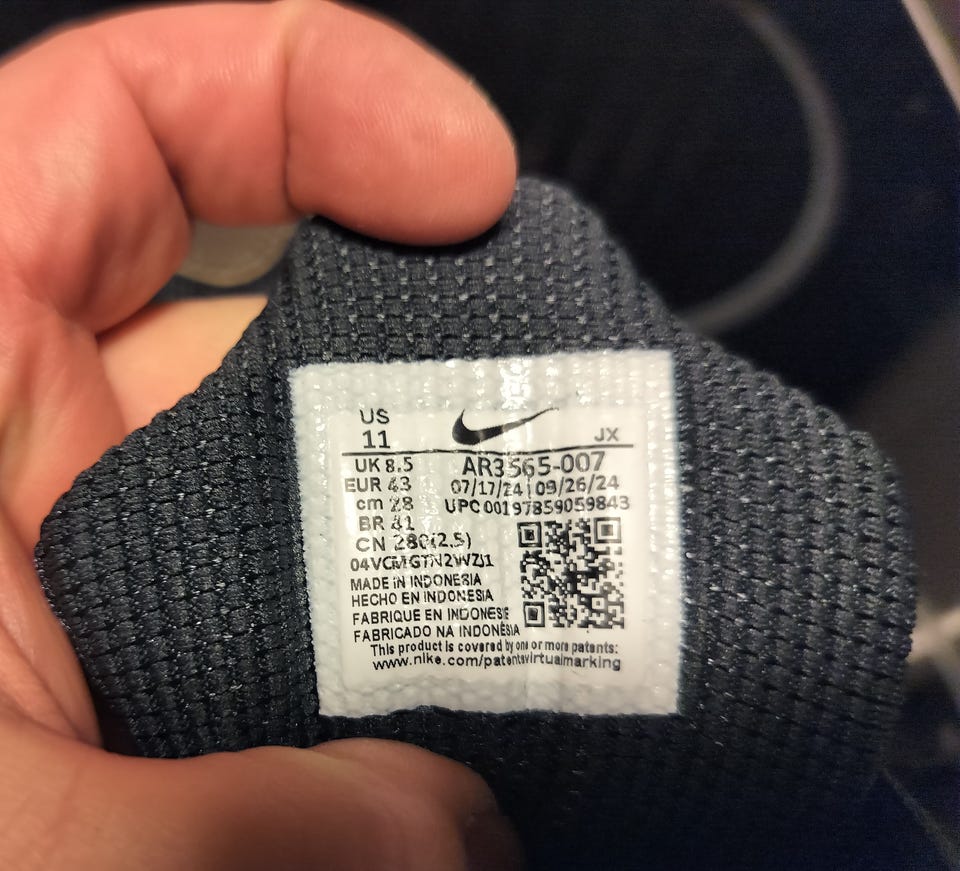 US
11
JX
UK 8.5
AR3565-007
EUR 43
07/17/24 | 09/26/24
cm 28
UPC 00197859059843
BR 41
CN 280(2.5)
04VCMGTN2WZJ1
MADE IN INDONESIA
HECHO EN INDONESIA
FABRIQUE EN INDONESIE
FABRICADO NA INDONÉSIA
This product is covered by one or more patents:
www.nike.com/patentsvirtualmarking